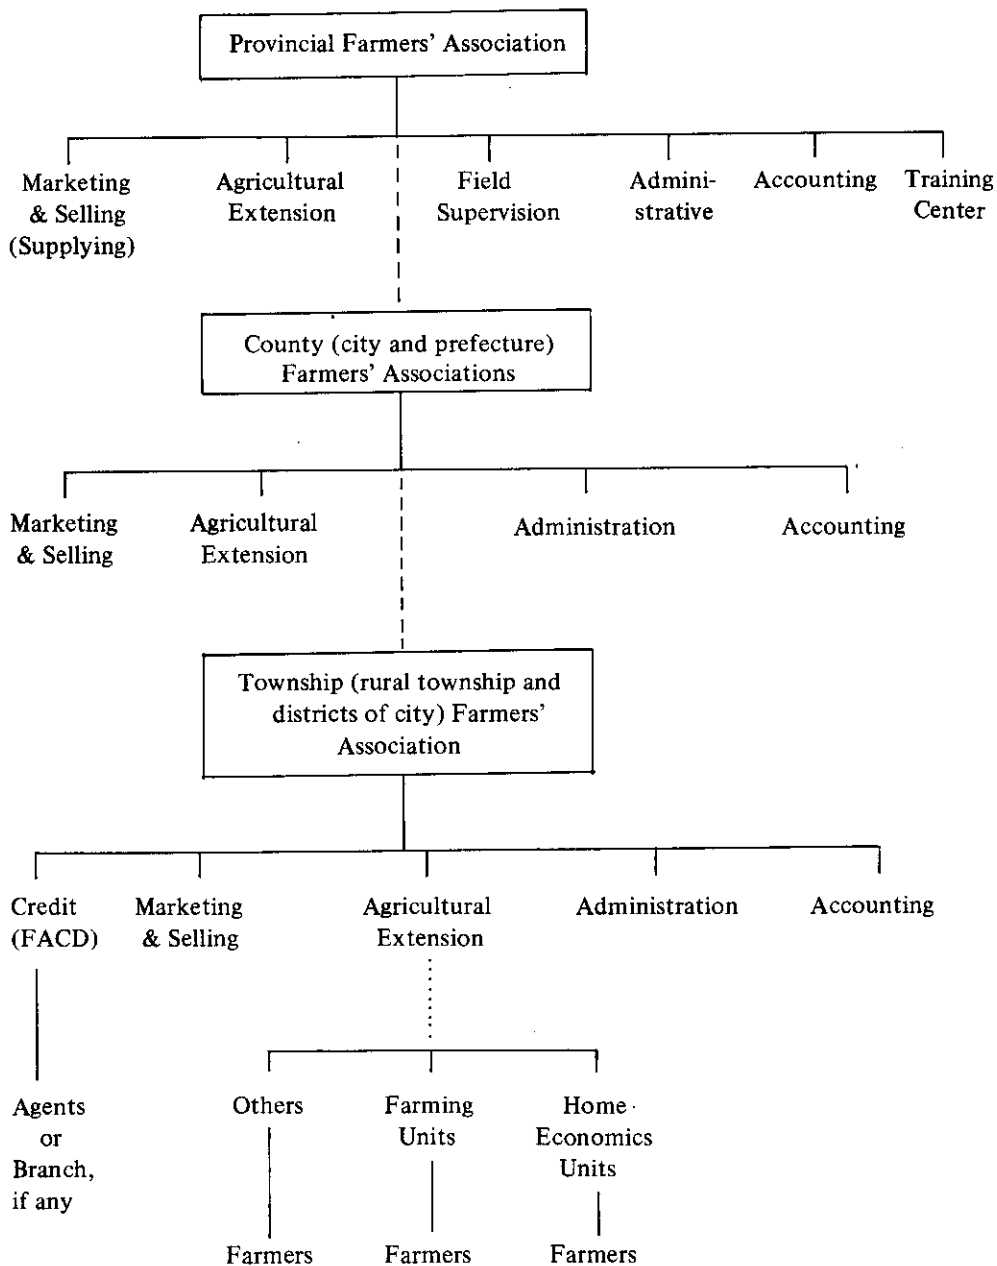 Provincial Farmers' Association
Marketing
& Selling
(Supplying)
Agricultural
Extension
Field
Supervision
Admini-
strative
Accounting
Training
Center
County (city and prefecture)
Farmers' Associations
Marketing
& Selling
Agricultural
Extension
Administration
Accounting
Township (rural township and
districts of city) Farmers'
Association
Credit
(FACD)
Marketing
& Selling
Agricultural
Extension
Administration
Accounting
Agents
or
Branch,
if any
Others
Farming
Units
Home
Economics
Units
Farmers
Farmers
Farmers